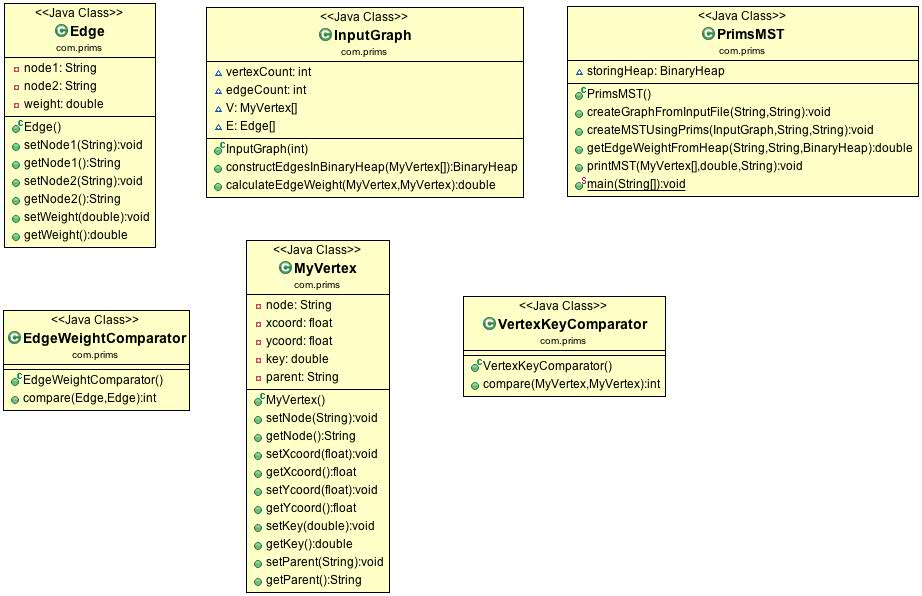 <<Java Class>>
Edge
com.prims
node1: String
node2: String
weight: double
Edge()
setNode1(String):void
getNode1():String
setNode2(String):void
getNode2():String
setWeight(double):void
getWeight():double
<<Java Class>>
InputGraph
com.prims
vertexCount: int
edgeCount: int
V: MyVertex[]
E: Edge[]
InputGraph(int)
constructEdgesInBinaryHeap(MyVertex[]):BinaryHeap
calculateEdgeWeight(MyVertex,MyVertex):double
<<Java Class>>
PrimsMST
com.prims
storingHeap: BinaryHeap
PrimsMST()
createGraphFromInputFile(String,String):void
createMSTUsingPrims(InputGraph,String,String):void
getEdgeWeightFromHeap(String,String,BinaryHeap):double
printMST(MyVertex[],double,String):void
main(String[]):void
<<Java Class>>
EdgeWeightComparator
com.prims
EdgeWeightComparator()
compare(Edge,Edge):int
<<Java Class>>
MyVertex
com.prims
node: String
xcoord: float
ycoord: float
key: double
parent: String
MyVertex()
setNode(String):void
getNode():String
setXcoord(float):void
getXcoord():float
setYcoord(float):void
getYcoord():float
setKey(double):void
getKey():double
setParent(String):void
getParent():String
<<Java Class>>
VertexKeyComparator
com.prims
VertexKeyComparator()
compare(MyVertex,MyVertex):int